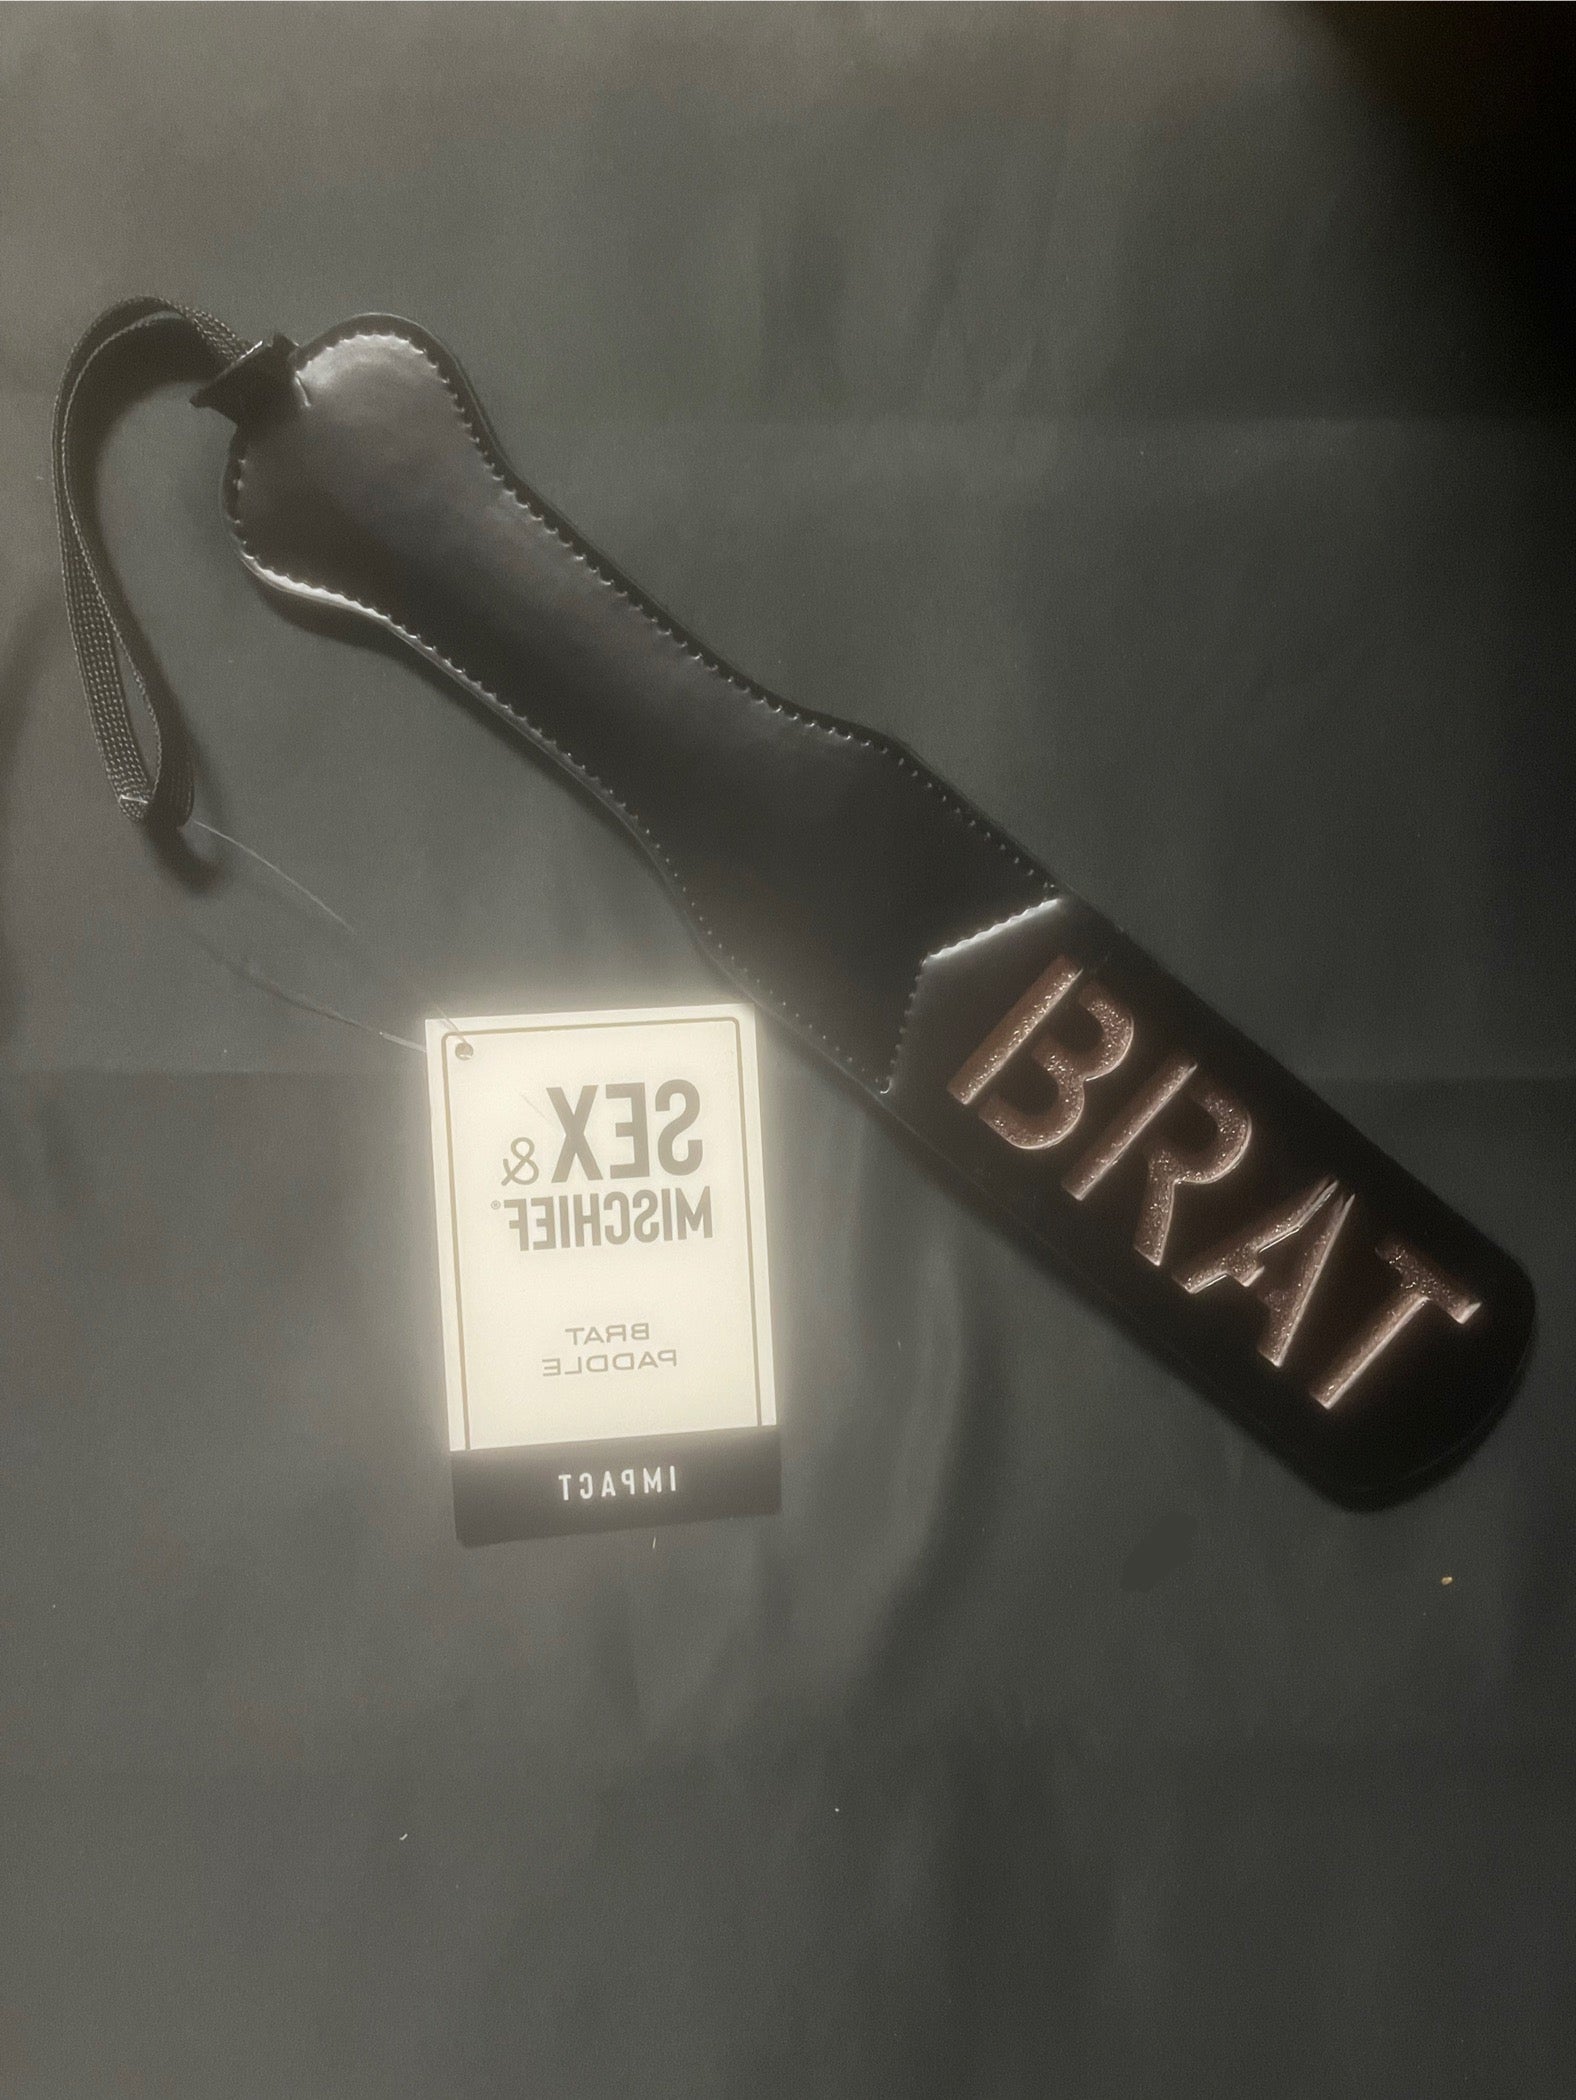 SEX &
MISCHIEF®
BRAT
PADDLE
IMPACT
BRAT